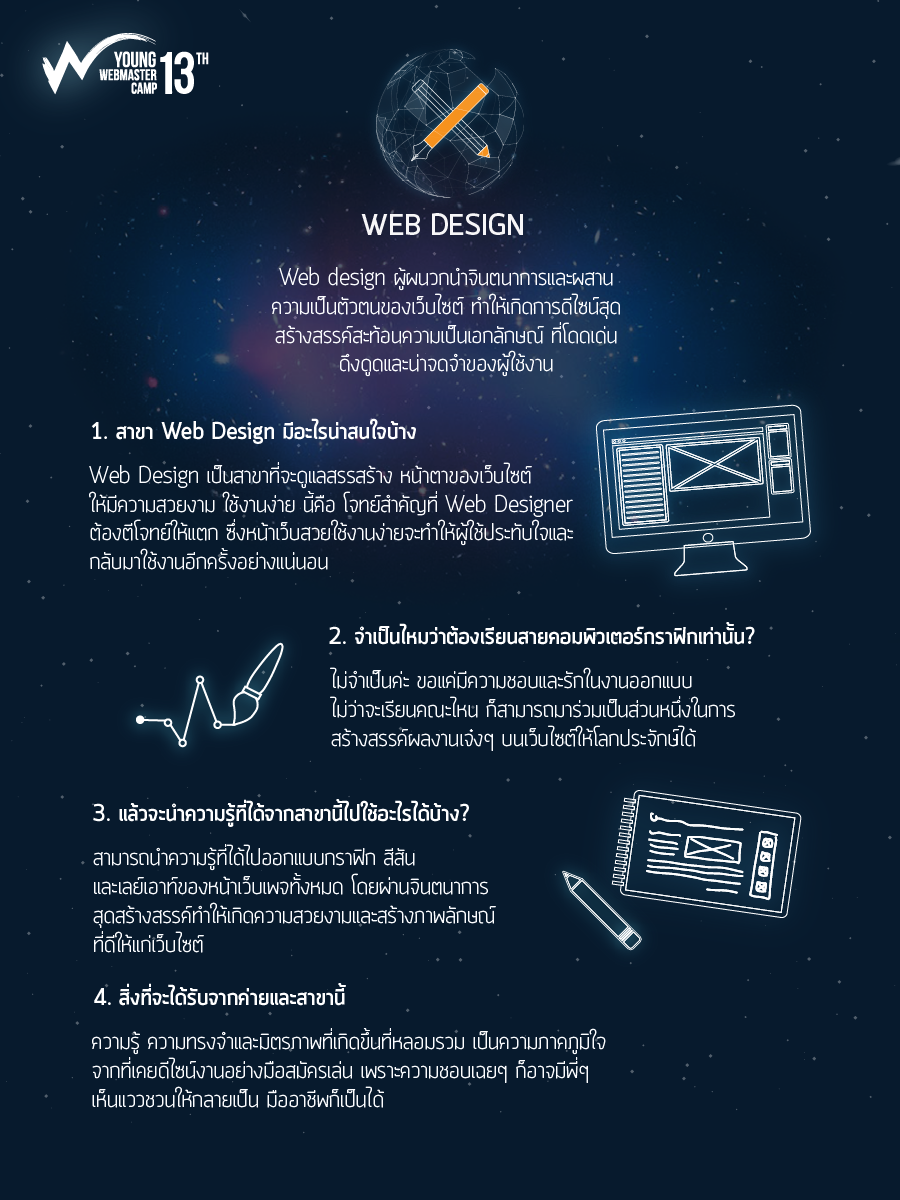 YOUNG
WEBMASTER
CAMP
13TH
WEB DESIGN
Web design ผู้ผนวกนำจินตนาการและผสาน
ความเป็นตัวตนของเว็บไซต์ ทำให้เกิดการดีไซน์สุด
สร้างสรรค์สะท้อนความเป็นเอกลักษณ์ ที่โดดเด่น
ดึงดูดและน่าจดจำของผู้ใช้งาน
1. สาขา Web Design มีอะไรน่าสนใจบ้าง
Web Design เป็นสาขาที่จะดูแลสรรสร้าง หน้าตาของเว็บไซต์
ให้มีความสวยงาม ใช้งานง่าย นี้คือ โจทย์สำคัญที่ Web Designer
ต้องตีโจทย์ให้แตก ซึ่งหน้าเว็บสวยใช้งานง่ายจะทำให้ผู้ใช้ประทับใจและ
กลับมาใช้งานอีกครั้งอย่างแน่นอน
2. จำเป็นไหมว่าต้องเรียนสายคอมพิวเตอร์กราฟิกเท่านั้น?
ไม่จำเป็นค่ะ ขอแค่มีความชอบและรักในงานออกแบบ
ไม่ว่าจะเรียนคณะไหน ก็สามารถมาร่วมเป็นส่วนหนึ่งในการ
สร้างสรรค์ผลงานเจ๋งๆ บนเว็บไซต์ให้โลกประจักษ์ได้
3. แล้วจะนำความรู้ที่ได้จากสาขานี้ไปใช้อะไรได้บ้าง?
สามารถนำความรู้ที่ได้ไปออกแบบกราฟิก สีสัน
และเลย์เอาท์ของหน้าเว็บเพจทั้งหมด โดยผ่านจินตนาการ
สุดสร้างสรรค์ทำให้เกิดความสวยงามและสร้างภาพลักษณ์
ที่ดีให้แก่เว็บไซต์
4. สิ่งที่จะได้รับจากค่ายและสาขานี้
ความรู้ ความทรงจำและมิตรภาพที่เกิดขึ้นที่หลอมรวม เป็นความภาคภูมิใจ
จากที่เคยดีไซน์งานอย่างมือสมัครเล่น เพราะความชอบเฉยๆ ก็อาจมีพี่ๆ
เห็นแววชวนให้กลายเป็น มืออาชีพก็เป็นได้